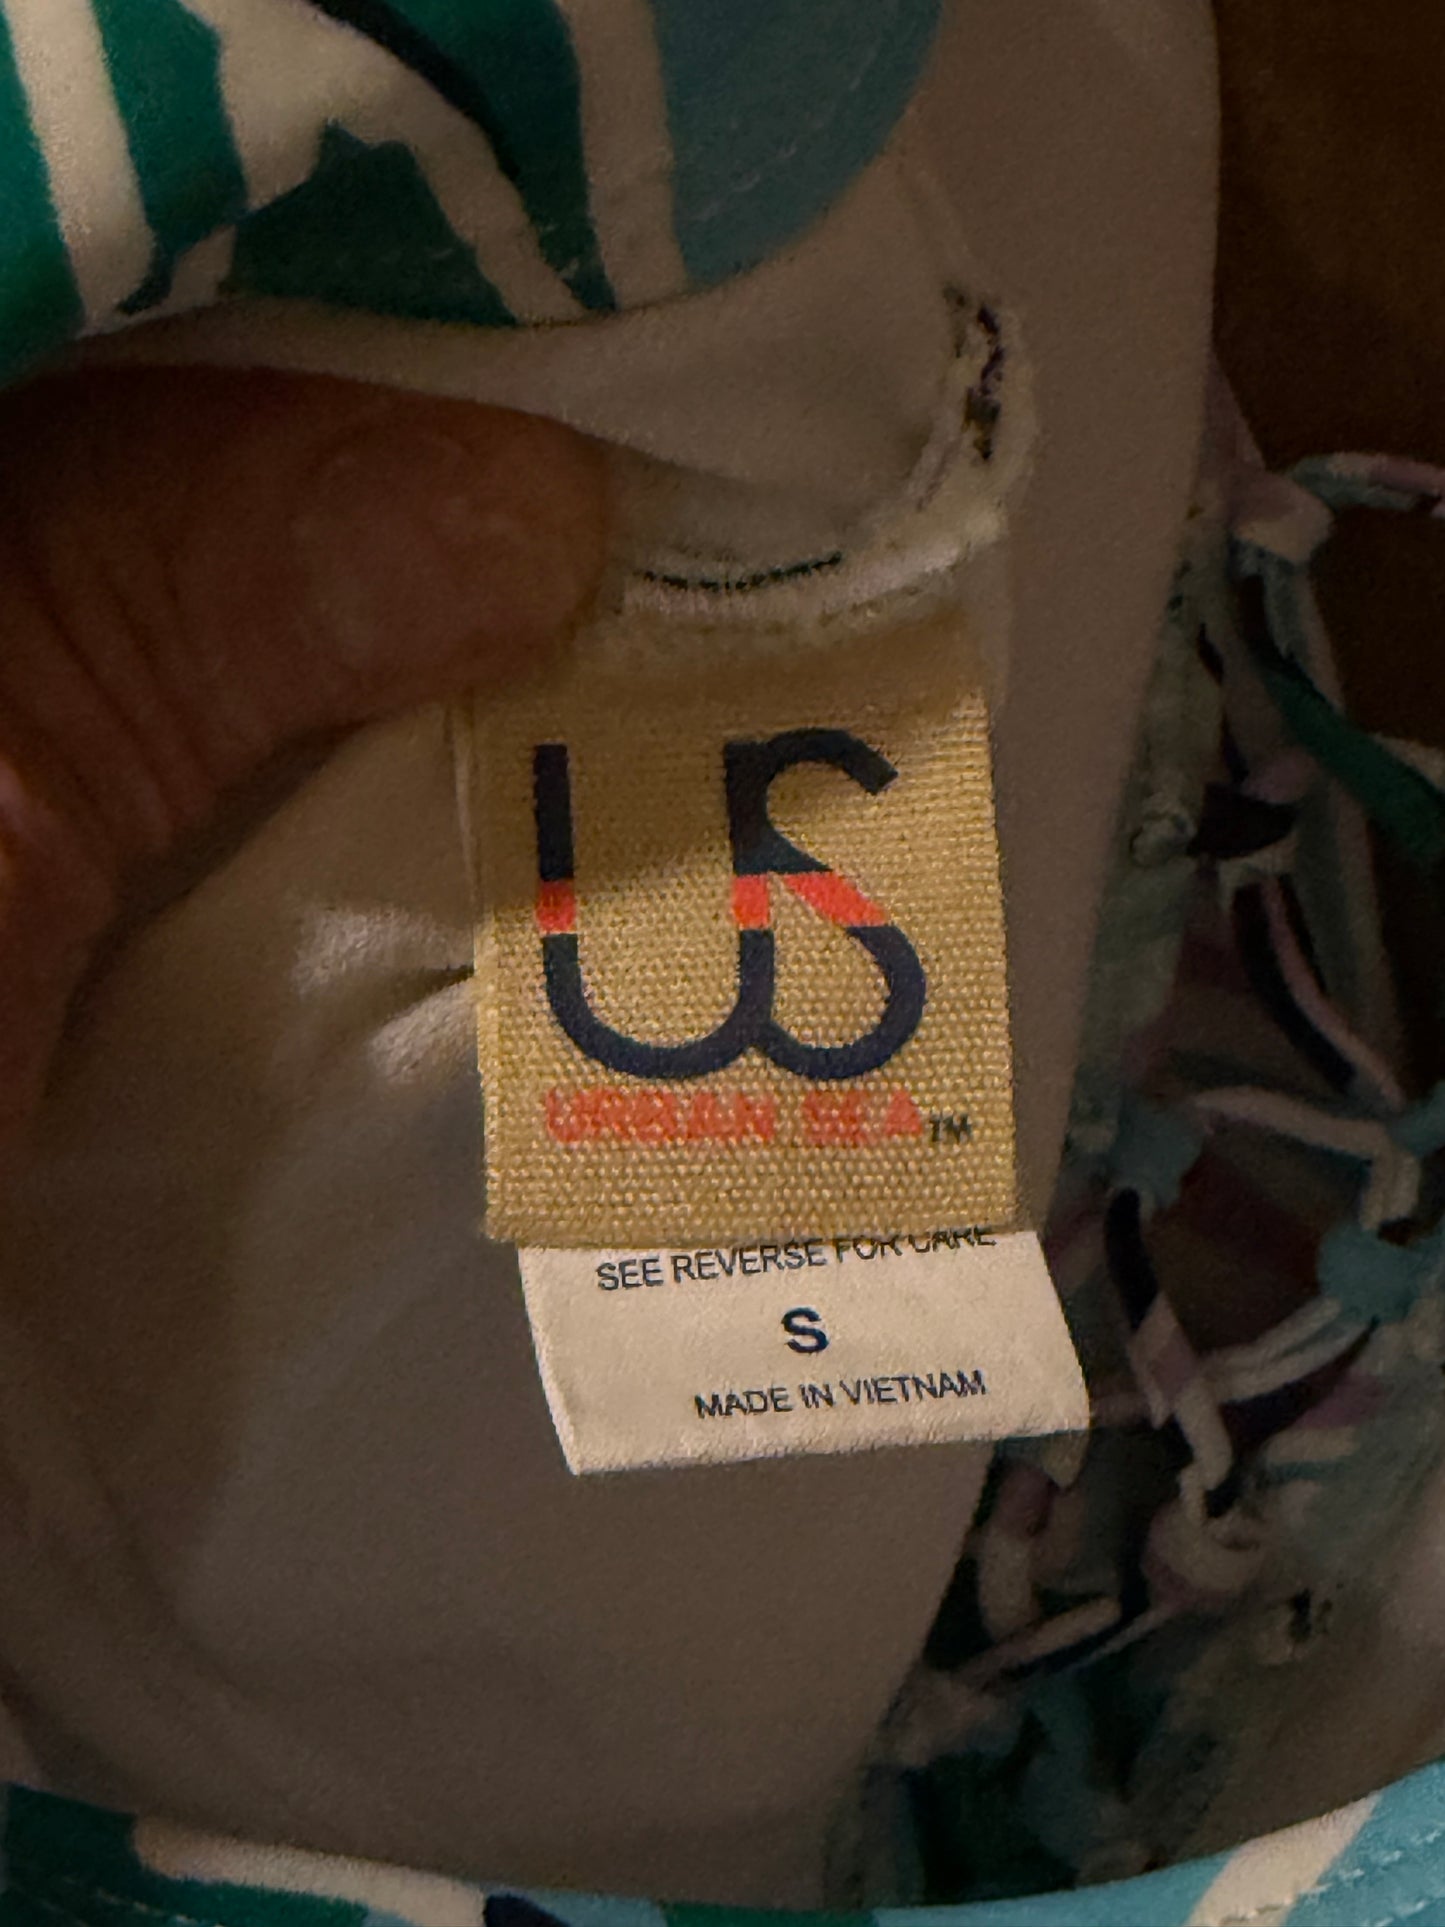 US
URBAN SEA™
SEE REVERSE FOR CARE
S
MADE IN VIETNAM